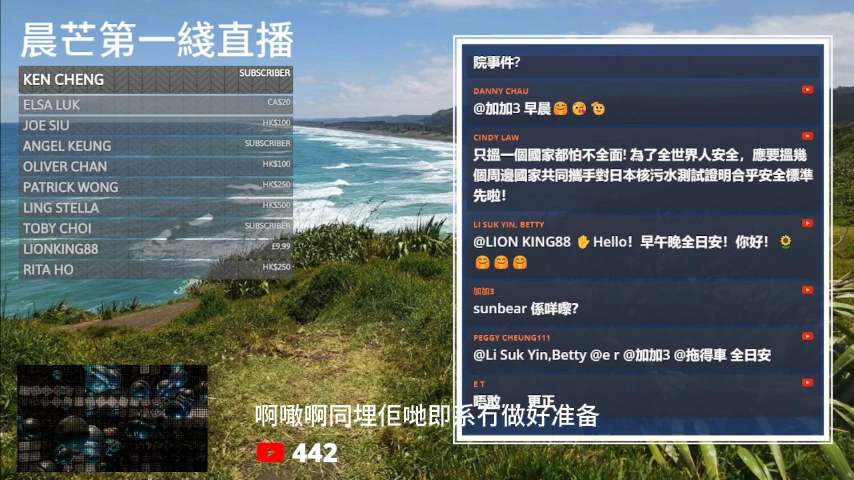 晨芒第一綫直播
KEN CHENG SUBSCRIBER
ELSA LUK CA$20
JOE SIU HK$100
ANGEL KEUNG SUBSCRIBER
OLIVER CHAN HK$100
PATRICK WONG HK$250
LING STELLA HK$500
TOBY CHOI SUBSCRIBER
LIONKING88 £9.99
RITA HO HK$250
院事件?
DANNY CHAU
@加加3 早晨🤗😘🫡
CINDY LAW
只搵一個國家都怕不全面! 為了全世界人安全，應要搵幾
個周邊國家共同攜手對日本核污水測試證明合乎安全標準
先啦!
LI SUK YIN, BETTY
@LION KING88 ✋Hello！早午晚全日安！你好！🌻
🤗🤗🤗
加加3
sunbear 係咩嚟?
PEGGY CHEUNG111
@Li Suk Yin,Betty @e r @加加3 @拖得車 全日安
E T
更正
啊噉啊同埋佢哋即系冇做好准备
442